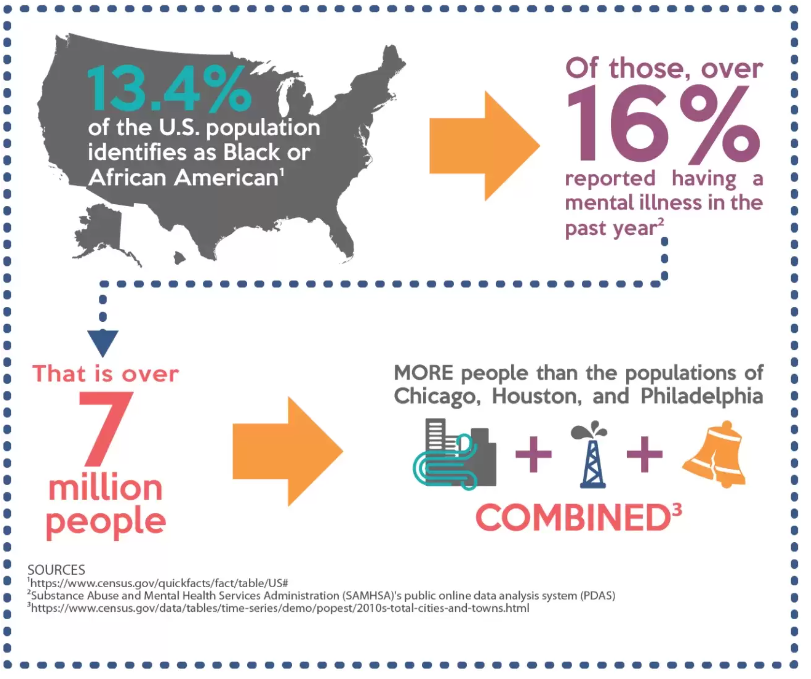 13.4%
of the U.S. population
identifies as Black or
African American¹
Of those, over
16%
reported having a
mental illness in the
past year²
That is over
7
million
people
MORE people than the populations of
Chicago, Houston, and Philadelphia
+ +
COMBINED³
SOURCES
¹https://www.census.gov/quickfacts/fact/table/US#
²Substance Abuse and Mental Health Services Administration (SAMHSA)'s public online data analysis system (PDAS)
³https://www.census.gov/data/tables/time-series/demo/popest/2010s-total-cities-and-towns.html